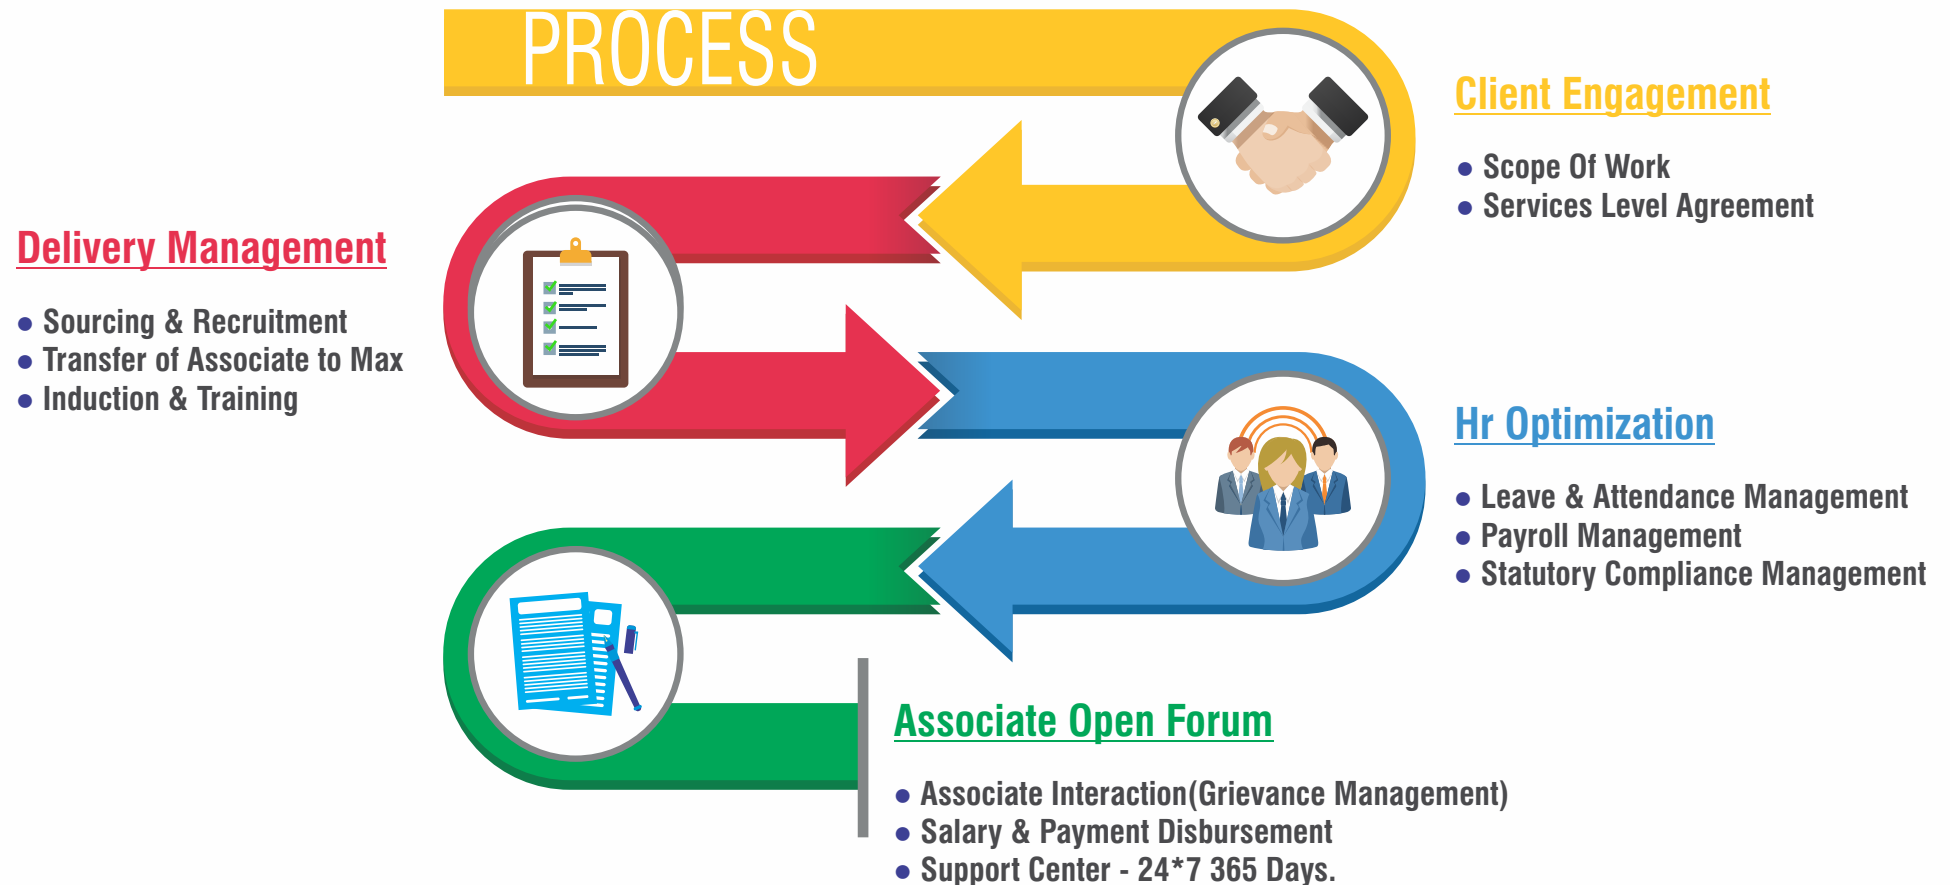 PROCESS
Client Engagement
● Scope Of Work
● Services Level Agreement
Delivery Management
● Sourcing & Recruitment
● Transfer of Associate to Max
● Induction & Training
Hr Optimization
● Leave & Attendance Management
● Payroll Management
● Statutory Compliance Management
Associate Open Forum
● Associate Interaction(Grievance Management)
● Salary & Payment Disbursement
● Support Center - 24*7 365 Days.